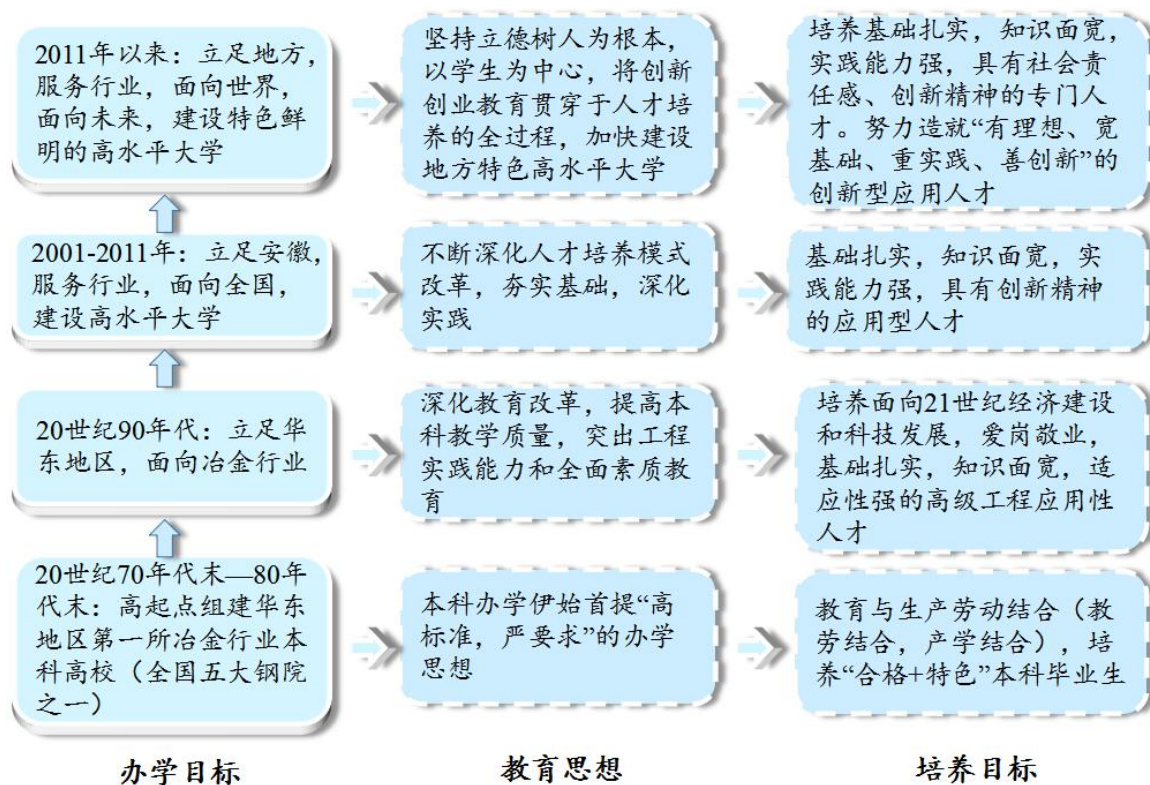 2011年以来：立足地方，
服务行业，面向世界，
面向未来，建设特色鲜
明的高水平大学
坚持立德树人为根本，
以学生为中心，将创新
创业教育贯穿于人才培
养的全过程，加快建设
地方特色高水平大学
培养基础扎实，知识面宽，
实践能力强，具有社会责
任感、创新精神的专门人
才。努力造就“有理想、宽
基础、重实践、善创新”的
创新型应用人才
2001-2011年：立足安徽，
服务行业，面向全国，
建设高水平大学
不断深化人才培养模式
改革，夯实基础，深化
实践
基础扎实，知识面宽，实
践能力强，具有创新精神
的应用型人才
20世纪90年代：立足华
东地区，面向冶金行业
深化教育改革，提高本
科教学质量，突出工程
实践能力和全面素质教
育
培养面向21世纪经济建设
和科技发展，爱岗敬业，
基础扎实，知识面宽，适
应性强的高级工程应用性
人才
20世纪70年代末—80年
代末：高起点组建华东
地区第一所冶金行业本
科高校（全国五大钢院
之一）
本科办学伊始首提“高
标准，严要求”的办学
思想
教育与生产劳动结合（教
劳结合，产学结合），培
养“合格+特色”本科毕业生
办学目标
教育思想
培养目标